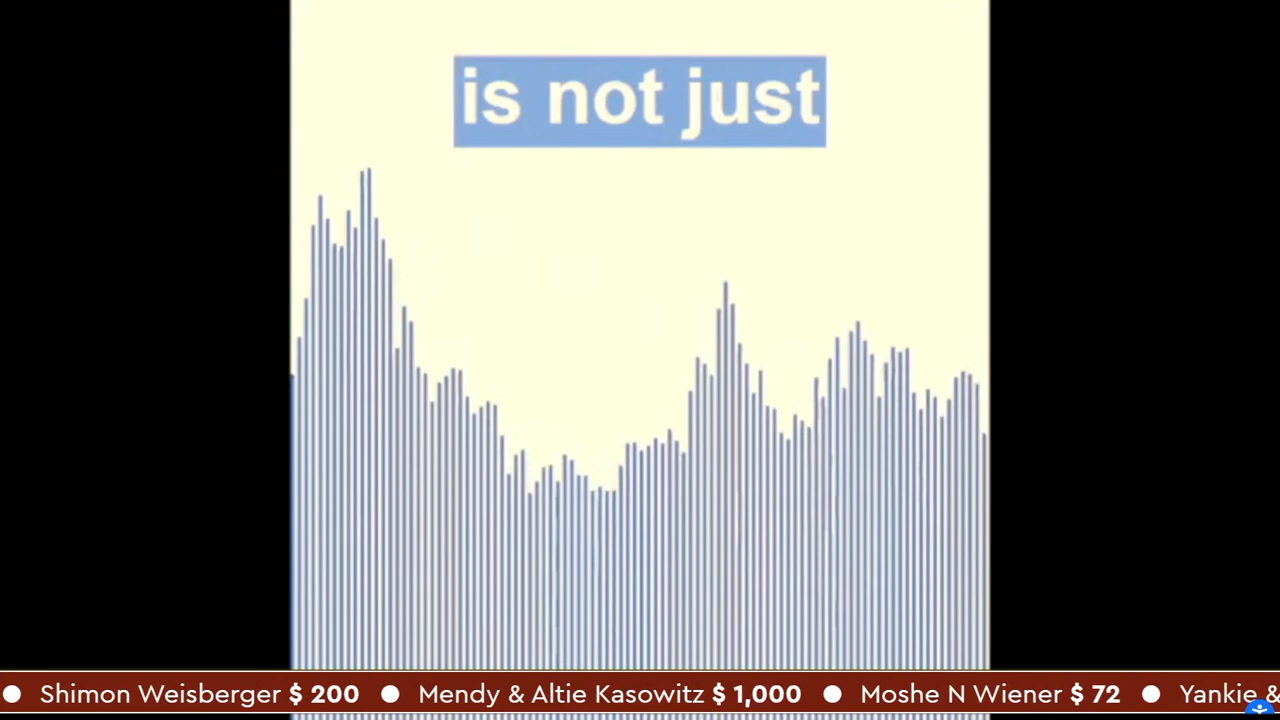 is not just
● Shimon Weisberger $ 200 ● Mendy & Altie Kasowitz $ 1,000 ● Moshe N Wiener $ 72 ● Yankie &